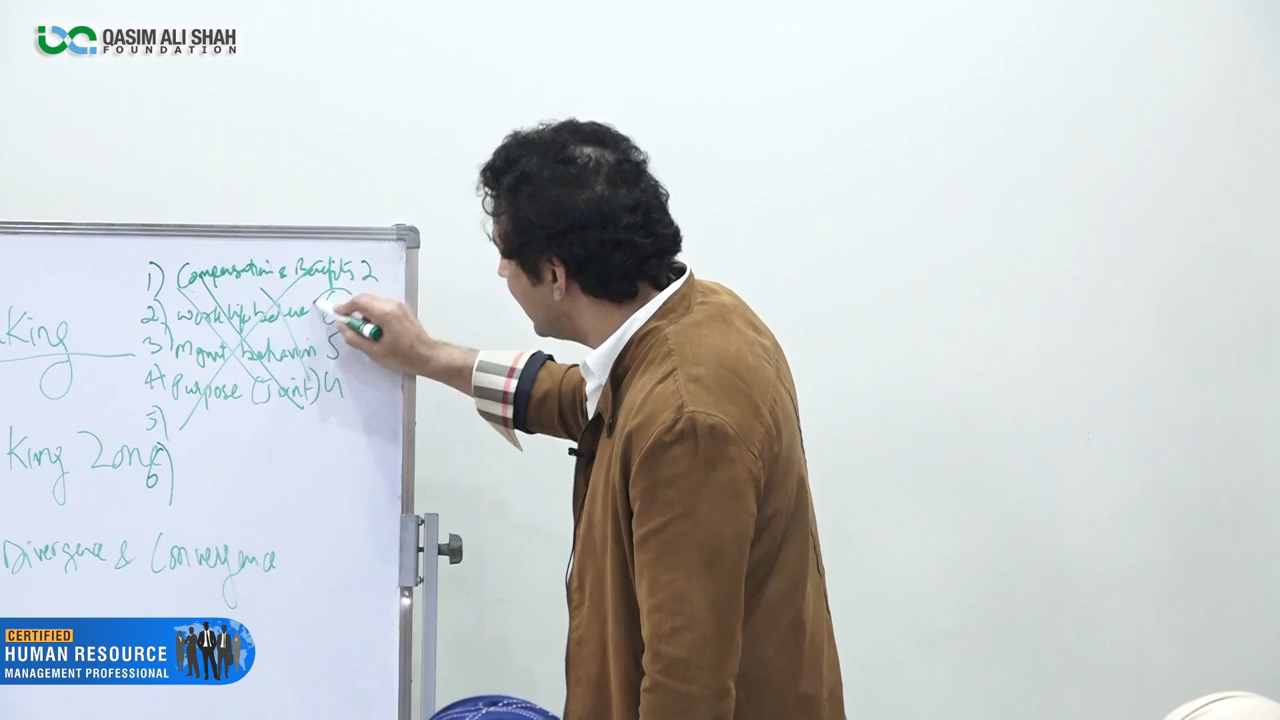 QASIM ALI SHAH
FOUNDATION
1) Compensation & Benefits 2
2) Work life balance
3) Mgmt behavior 5
4) Purpose (Joint) 4
5)
6)
King
King Zone
Divergence & Convergence
CERTIFIED
HUMAN RESOURCE
MANAGEMENT PROFESSIONAL